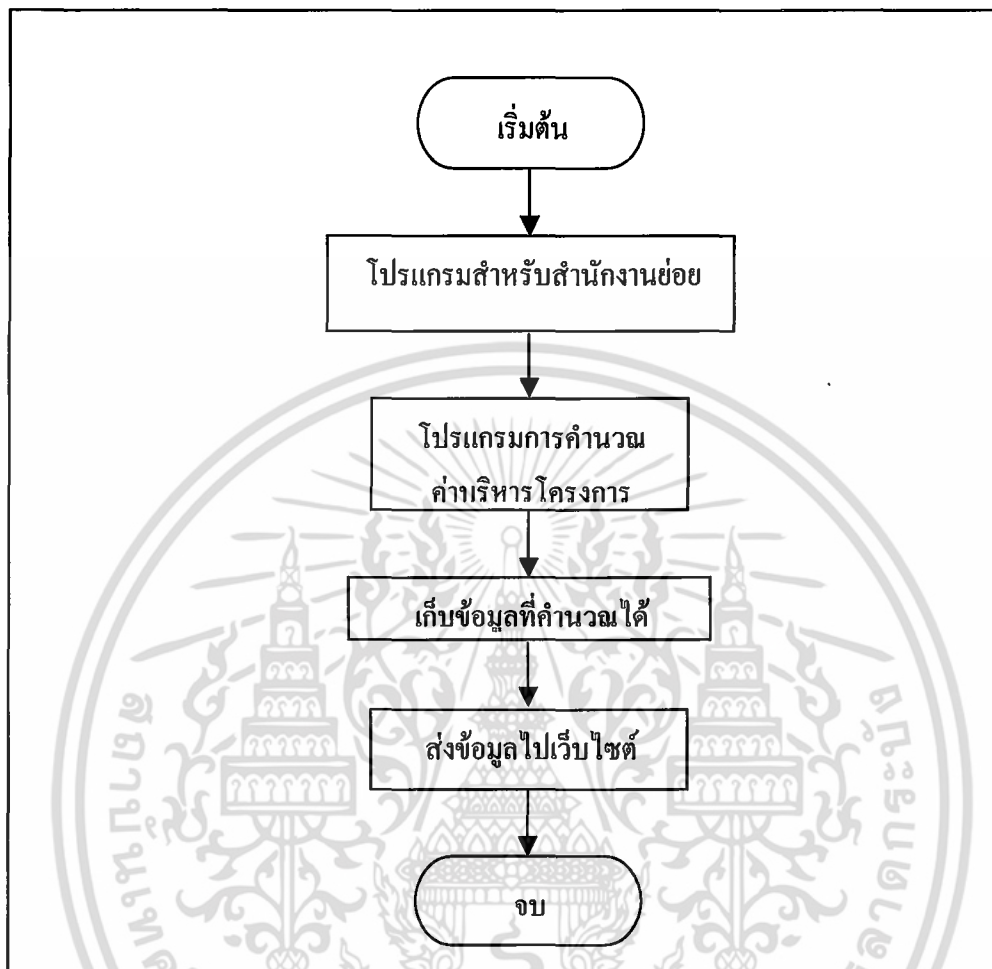 เริ่มต้น
โปรแกรมสำหรับสำนักงานย่อย
โปรแกรมการคำนวณ
ค่าบริหารโครงการ
เก็บข้อมูลที่คำนวณได้
ส่งข้อมูลไปเว็บไซต์
จบ